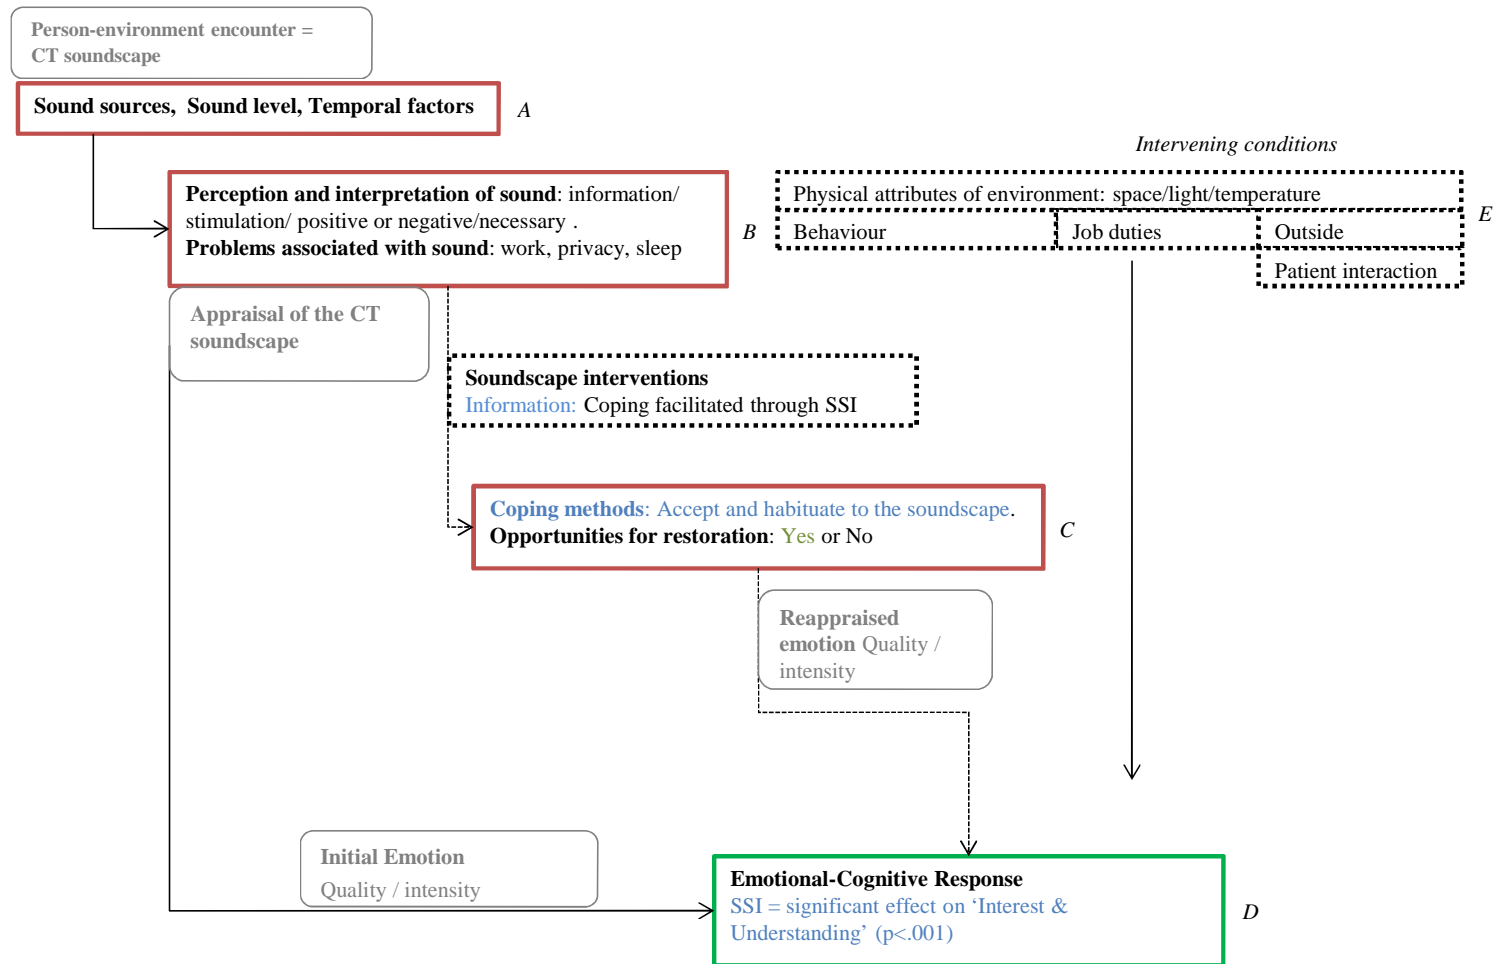 Person-environment encounter =
CT soundscape
Sound sources,  Sound level, Temporal factors
A
Intervening conditions
Perception and interpretation of sound: information/
stimulation/ positive or negative/necessary .
Problems associated with sound: work, privacy, sleep
B
Physical attributes of environment: space/light/temperature
Behaviour
Job duties
Outside
Patient interaction
E
Appraisal of the CT
soundscape
Soundscape interventions
Information: Coping facilitated through SSI
Coping methods: Accept and habituate to the soundscape.
Opportunities for restoration: Yes or No
C
Reappraised
emotion Quality /
intensity
Initial Emotion
Quality / intensity
Emotional-Cognitive Response
SSI = significant effect on ‘Interest &
Understanding’ (p<.001)
D